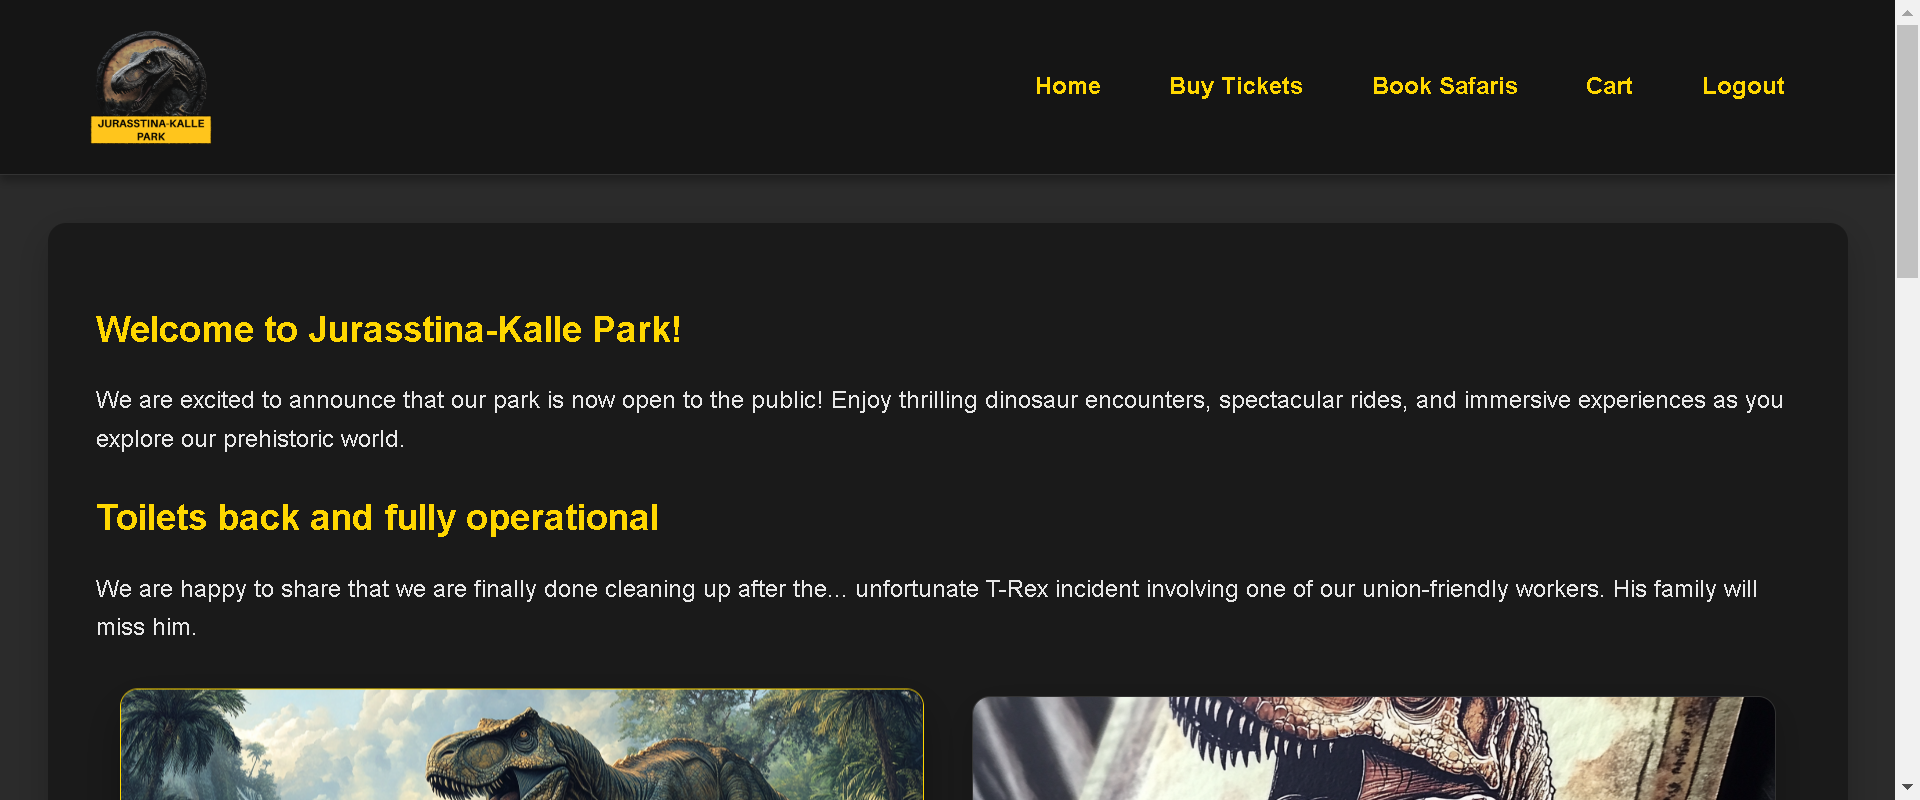 JURASSTINA-KALLE
PARK
Home
Buy Tickets
Book Safaris
Cart
Logout
Welcome to Jurasstina-Kalle Park!
We are excited to announce that our park is now open to the public! Enjoy thrilling dinosaur encounters, spectacular rides, and immersive experiences as you
explore our prehistoric world.
Toilets back and fully operational
We are happy to share that we are finally done cleaning up after the... unfortunate T-Rex incident involving one of our union-friendly workers. His family will
miss him.